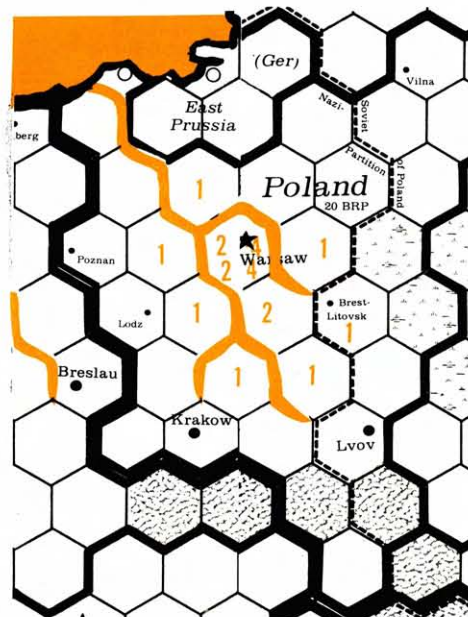 (Ger)
Vilna
East
Prussia
Nazi-
Soviet
berg
Partition
of Poland
1
Poland
20 BRP
1
2 4
1
Warsaw
2 4
Poznan
Brest-
Litovsk
1
2
1
Lodz
Breslau
1
1
Krakow
Lvov